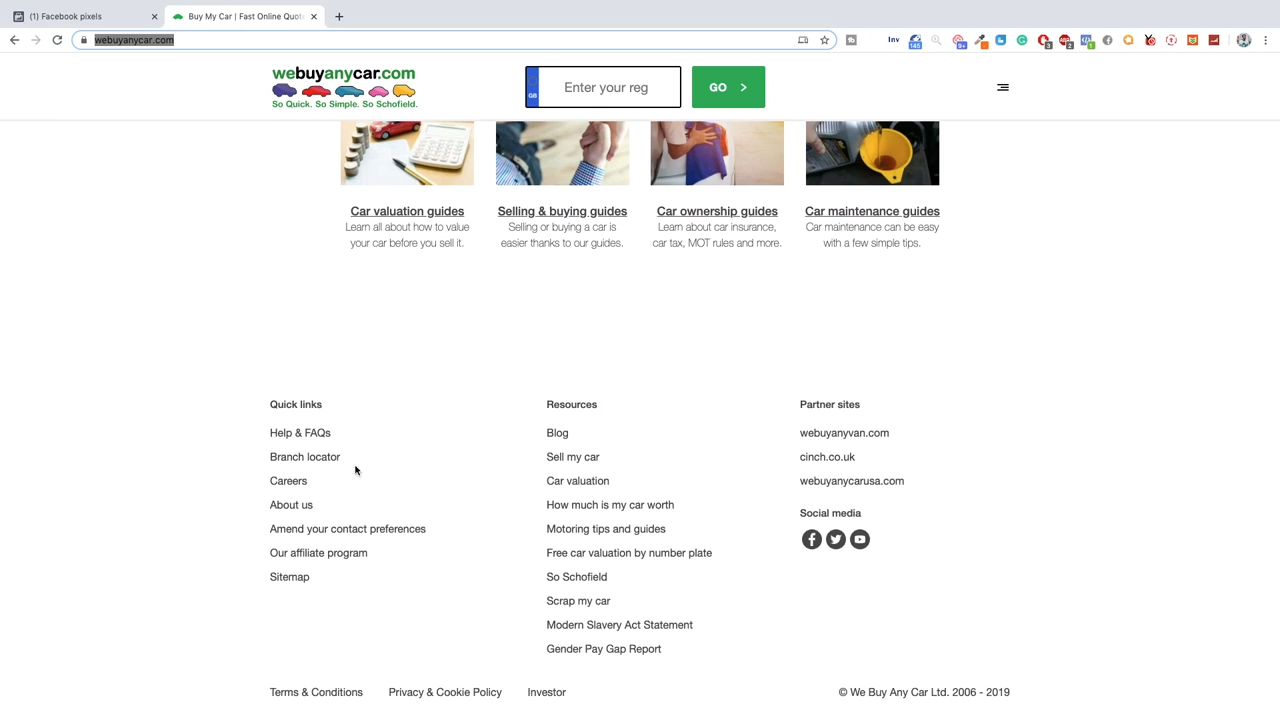 (1) Facebook pixels
Buy My Car | Fast Online Quot
webuyanycar.com
Inv
145
9+
3
2
1
webuyanycar.com
So Quick. So Simple. So Schofield.
GB
Enter your reg
GO
Car valuation guides
Learn all about how to value
your car before you sell it.
Selling & buying guides
Selling or buying a car is
easier thanks to our guides.
Car ownership guides
Learn about car insurance,
car tax, MOT rules and more.
Car maintenance guides
Car maintenance can be easy
with a few simple tips.
Quick links
Help & FAQs
Branch locator
Careers
About us
Amend your contact preferences
Our affiliate program
Sitemap
Resources
Blog
Sell my car
Car valuation
How much is my car worth
Motoring tips and guides
Free car valuation by number plate
So Schofield
Scrap my car
Modern Slavery Act Statement
Gender Pay Gap Report
Partner sites
webuyanyvan.com
cinch.co.uk
webuyanycarusa.com
Social media
Terms & Conditions
Privacy & Cookie Policy
Investor
© We Buy Any Car Ltd. 2006 - 2019